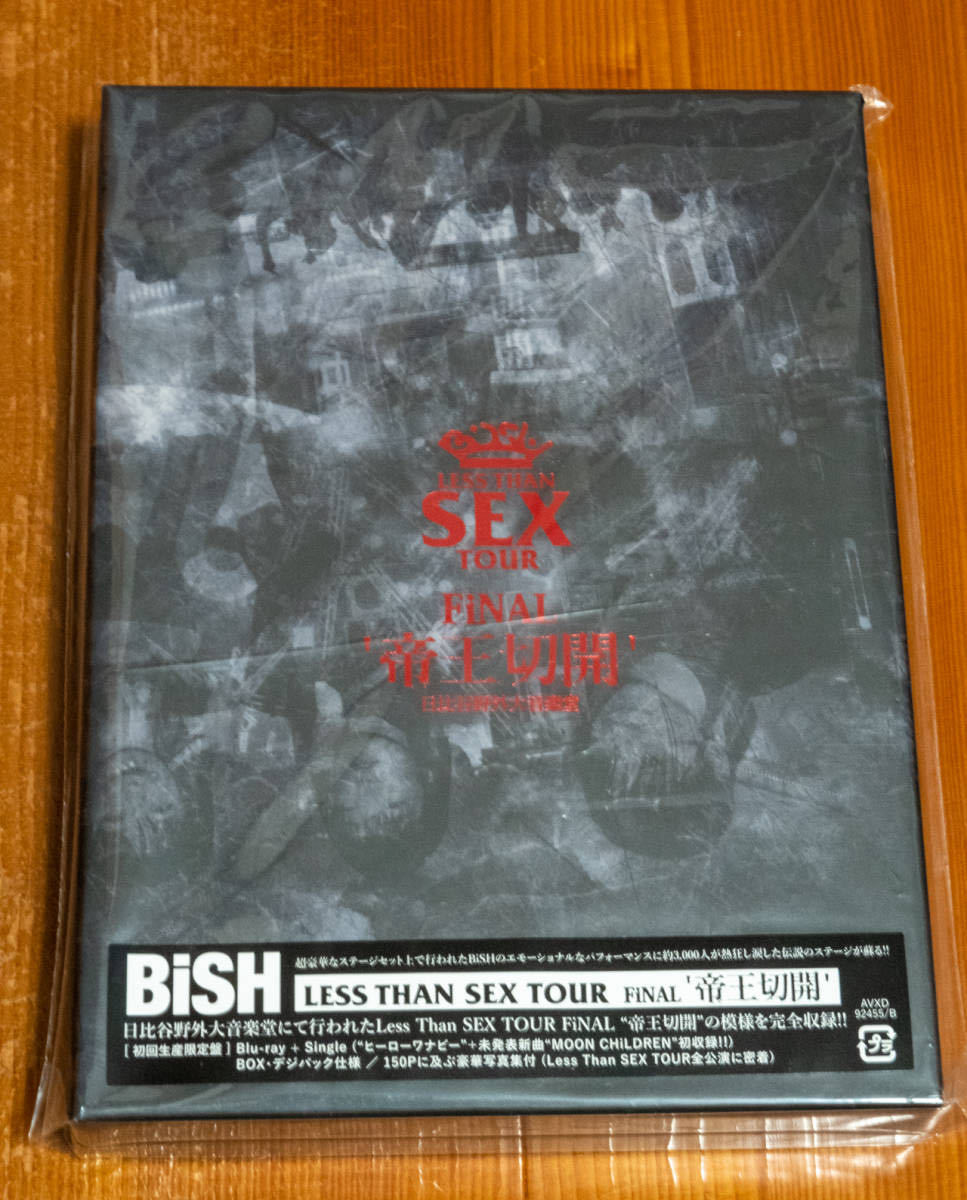 LESS THAN
SEX
TOUR
FiNAL
'帝王切開'
日比谷野外大音楽堂
BiSH
超豪華なステージセット上で行われたBiSHのエモーショナルなパフォーマンスに約3,000人が熱狂し涙した伝説のステージが蘇る!!
LESS THAN SEX TOUR FiNAL '帝王切開'
日比谷野外大音楽堂にて行われたLess Than SEX TOUR FiNAL “帝王切開”の模様を完全収録!!
AVXD
92455/B
[初回生産限定盤] Blu-ray + Single (“ヒーローワナビー”+未発表新曲“MOON CHiLDREN”初収録!!)
BOX・デジパック仕様 / 150Pに及ぶ豪華写真集付 (Less Than SEX TOUR全公演に密着)
プラ